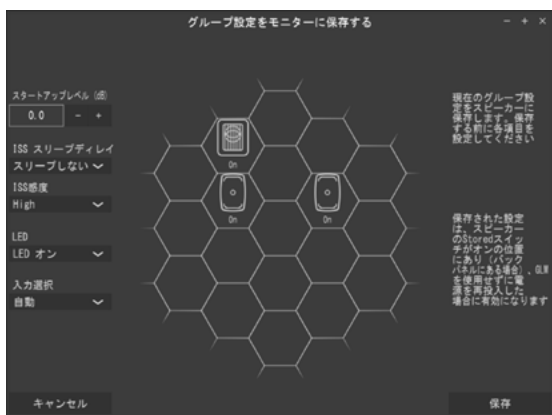 グループ設定をモニターに保存する
スタートアップレベル (dB)
0.0 - +
ISS スリープディレイ
スリープしない
ISS感度
High
LED
LED オン
入力選択
自動
On
On
On
現在のグループ設
定をスピーカーに
保存します。保存
する前に各項目を
設定してください
保存された設定
は、スピーカー
のStoredスイッ
チがオンの位置
にあり（バック
パネルにある場合）、GLM
を使用せずに電
源を再投入した
場合に有効になります
キャンセル
保存